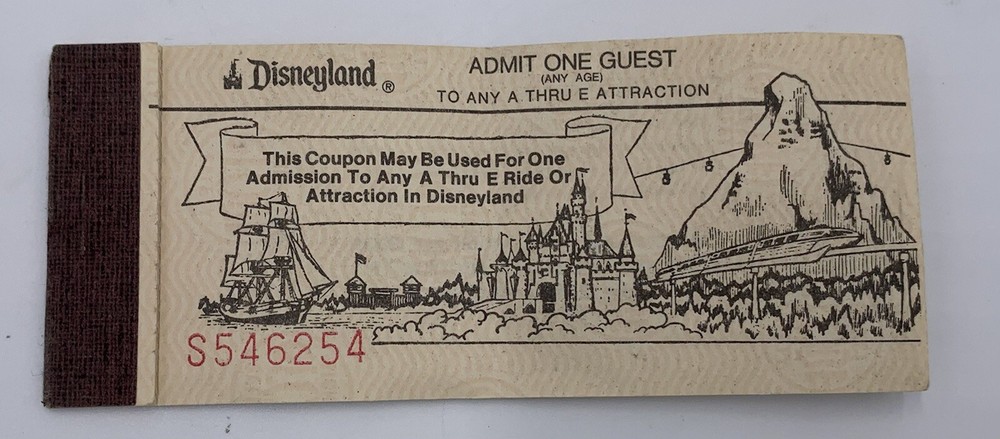 Disneyland ®
ADMIT ONE GUEST
(ANY AGE)
TO ANY A THRU E ATTRACTION
This Coupon May Be Used For One
Admission To Any A Thru E Ride Or
Attraction In Disneyland
S546254